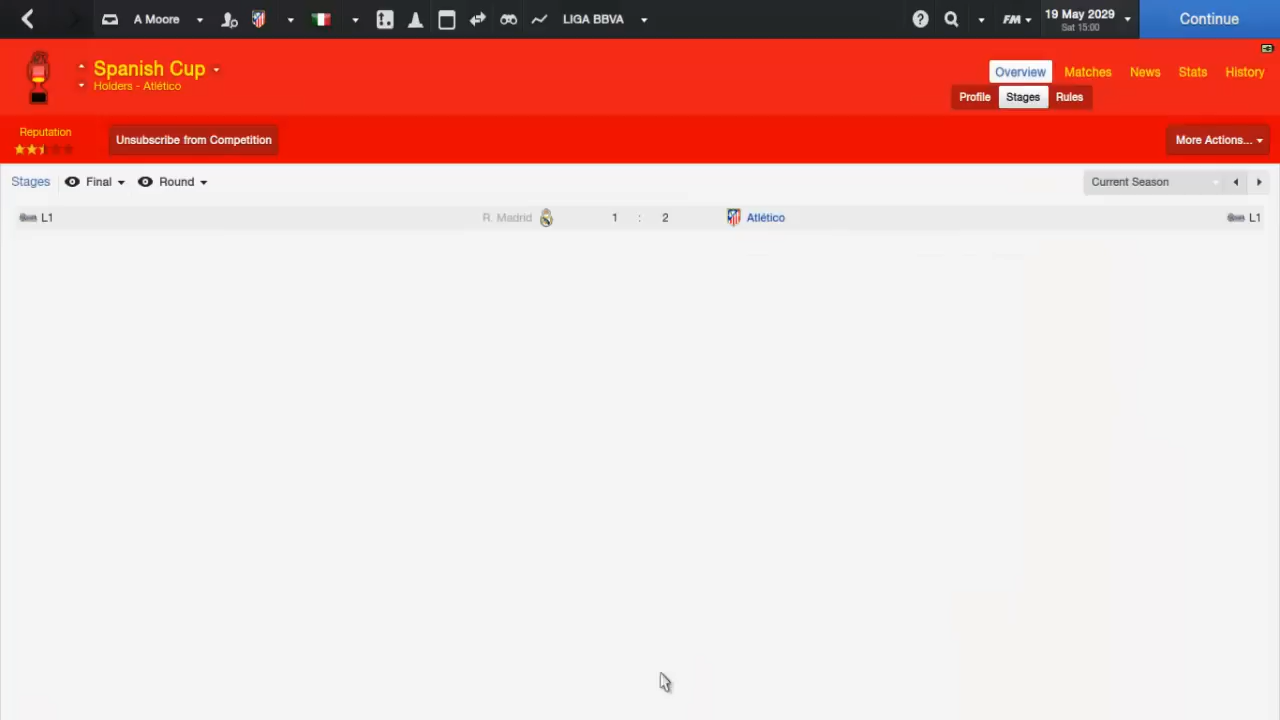 A Moore
LIGA BBVA
FM
19 May 2029
Sat 15:00
Continue
Spanish Cup
Holders - Atlético
Overview
Matches
News
Stats
History
Profile
Stages
Rules
Reputation
Unsubscribe from Competition
More Actions...
Stages
Final
Round
Current Season
L1
R. Madrid
1 : 2
Atlético
L1